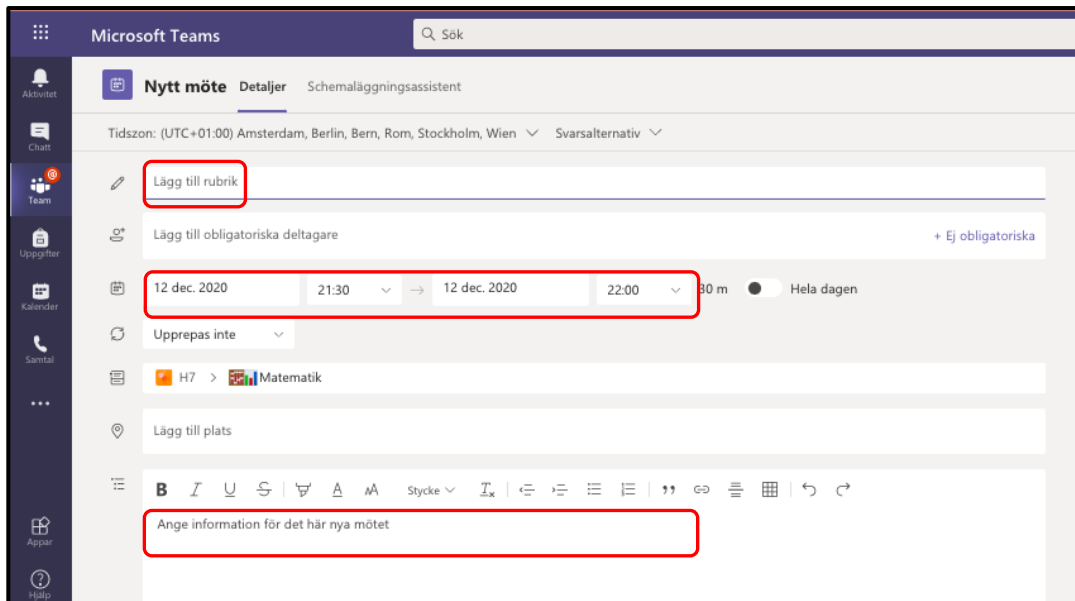 Microsoft Teams
Sök
Aktivitet
Chatt
@
Team
Uppgifter
Kalender
Samtal
Appar
Hjälp
Nytt möte Detaljer Schemaläggningsassistent
Tidszon: (UTC+01:00) Amsterdam, Berlin, Bern, Rom, Stockholm, Wien Svarsalternativ
Lägg till rubrik
Lägg till obligatoriska deltagare + Ej obligatoriska
12 dec. 2020 21:30 → 12 dec. 2020 22:00 30 m Hela dagen
Upprepas inte
H7 > Matematik
Lägg till plats
B I U S A AA Stycke Tx
Ange information för det här nya mötet